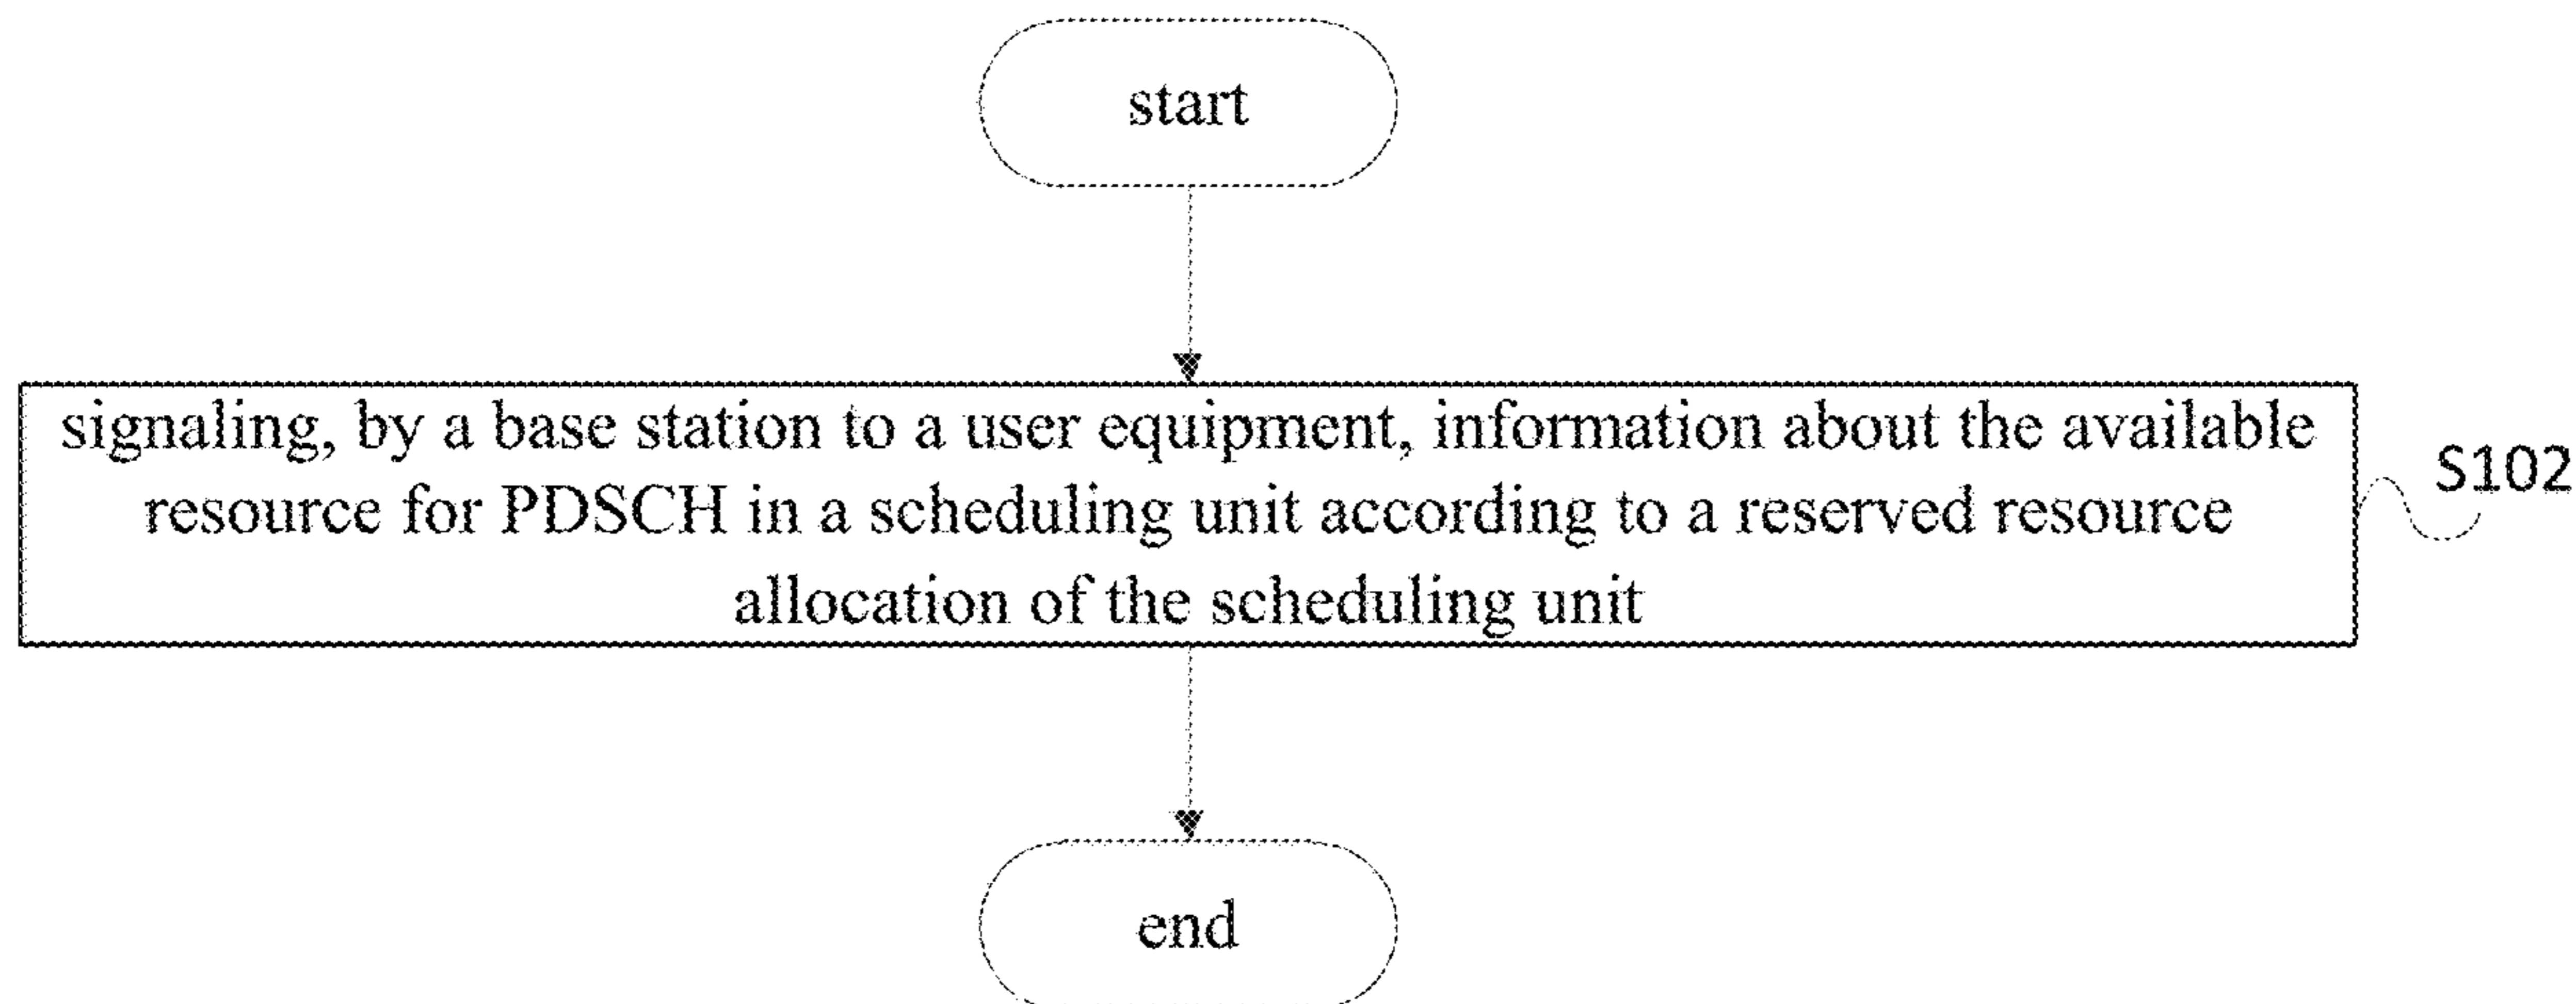 start
signaling, by a base station to a user equipment, information about the available
resource for PDSCH in a scheduling unit according to a reserved resource
allocation of the scheduling unit
S102
end